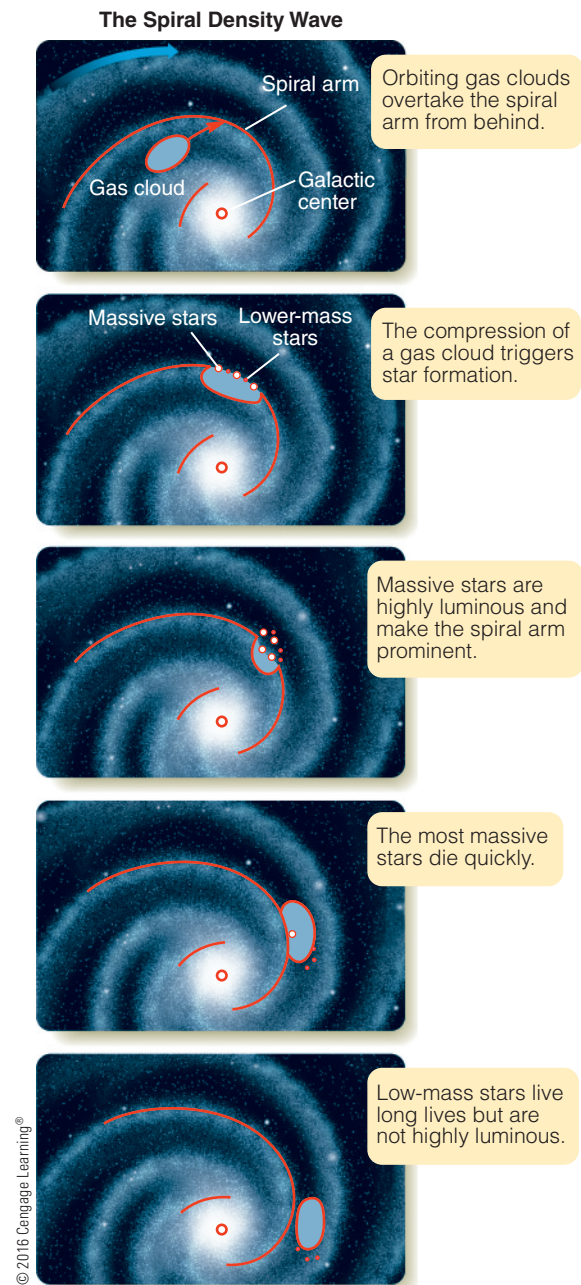 The Spiral Density Wave
Spiral arm
Gas cloud
Galactic
center
Orbiting gas clouds
overtake the spiral
arm from behind.
Massive stars
Lower-mass
stars
The compression of
a gas cloud triggers
star formation.
Massive stars are
highly luminous and
make the spiral arm
prominent.
The most massive
stars die quickly.
Low-mass stars live
long lives but are
not highly luminous.
© 2016 Cengage Learning®